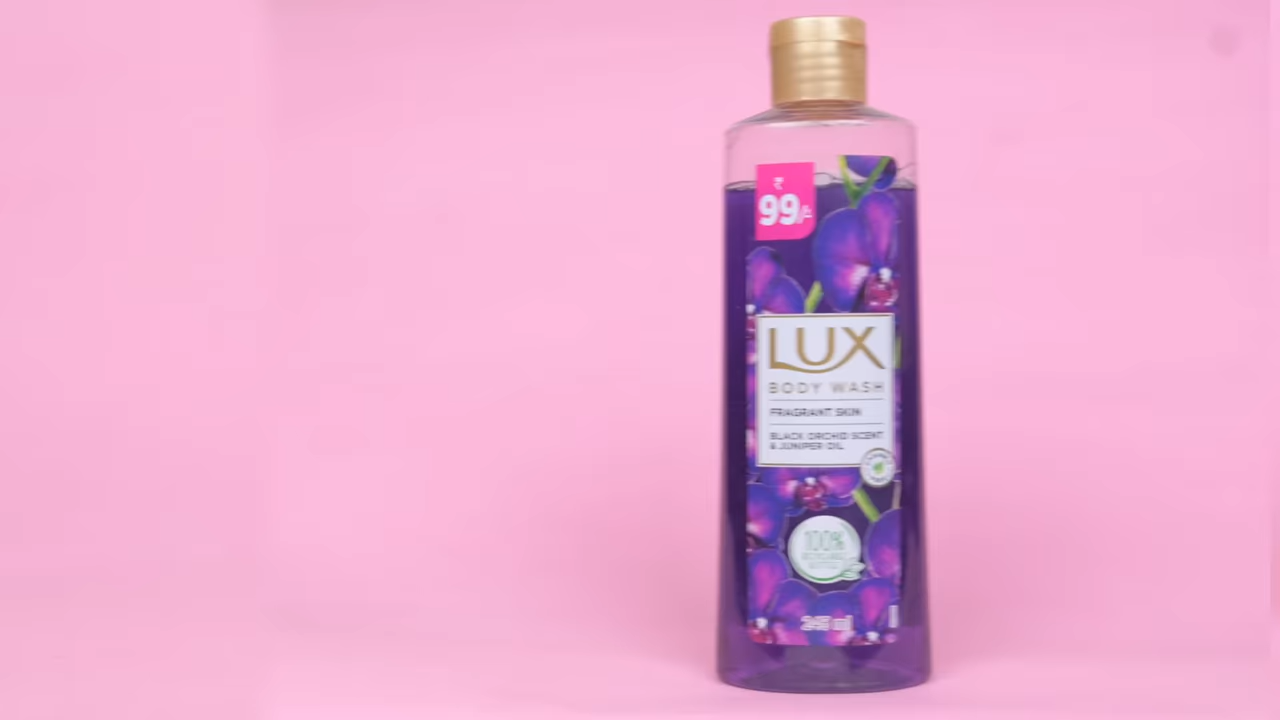 ₹
99/-
LUX
BODY WASH
FRAGRANT SKIN
BLACK ORCHID SCENT
& JUNIPER OIL
100%